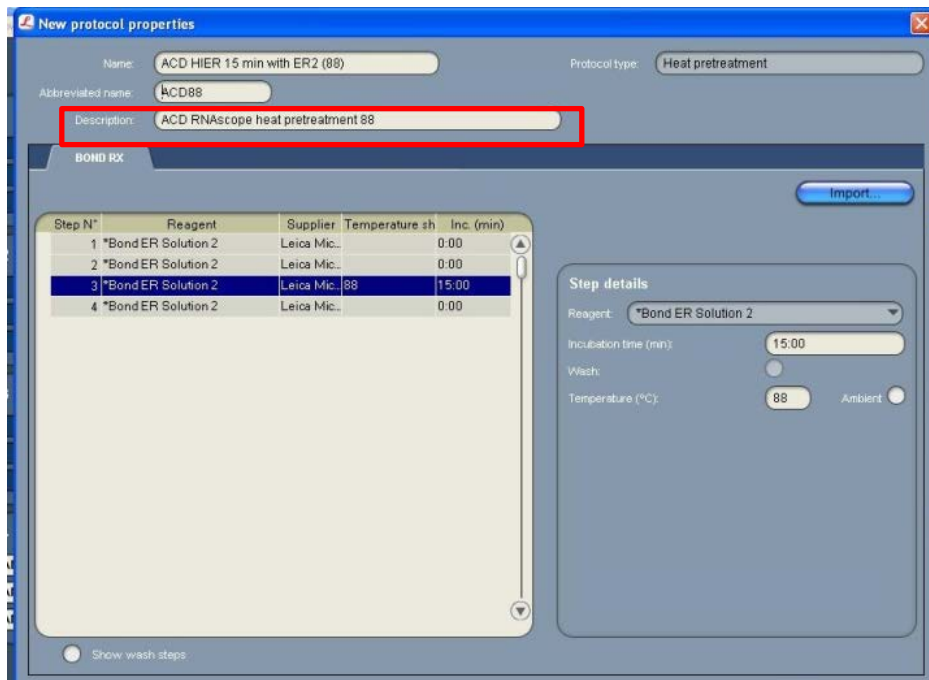 New protocol properties
Name: ACD HIER 15 min with ER2 (88) Protocol type: Heat pretreatment
Abbreviated name: ACD88
Description: ACD RNAscope heat pretreatment 88
BOND RX
Import...
Step N° Reagent Supplier Temperature sh Inc. (min)
1 *Bond ER Solution 2 Leica Mic... 0:00
2 *Bond ER Solution 2 Leica Mic... 0:00
3 *Bond ER Solution 2 Leica Mic... 88 15:00
4 *Bond ER Solution 2 Leica Mic... 0:00
Step details
Reagent: *Bond ER Solution 2
Incubation time (min): 15:00
Wash:
Temperature (°C): 88 Ambient
Show wash steps